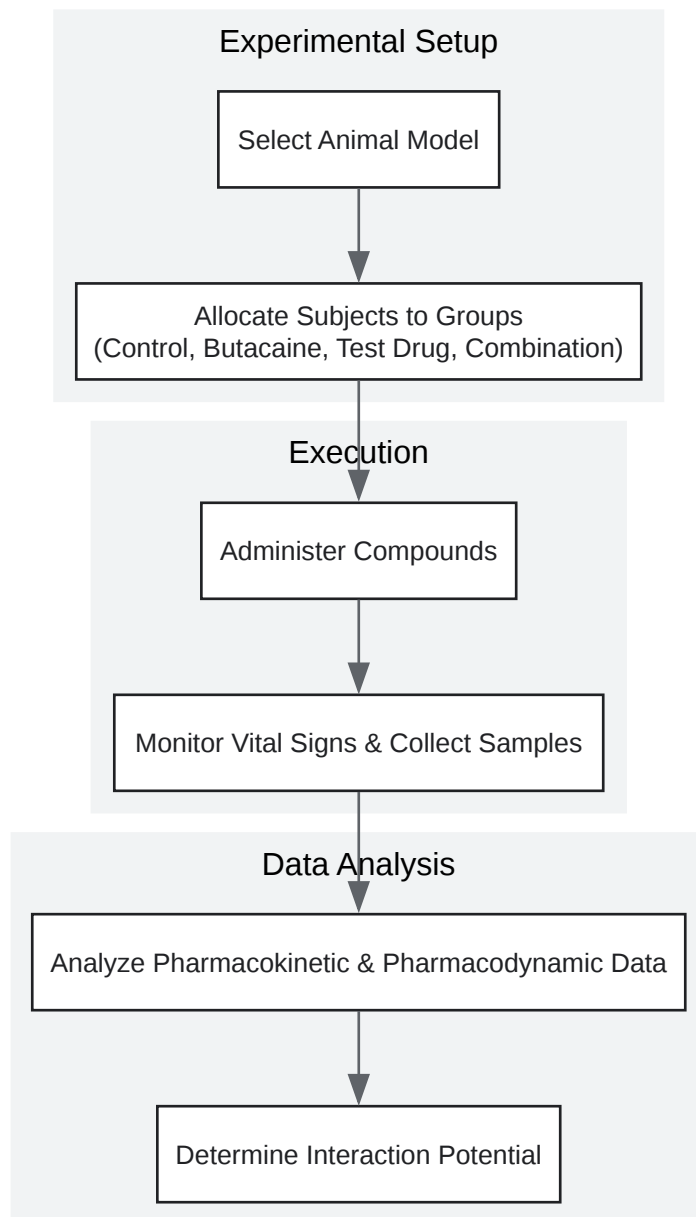 Experimental Setup
Select Animal Model
Allocate Subjects to Groups
(Control, Butacaine, Test Drug, Combination)
Execution
Administer Compounds
Monitor Vital Signs & Collect Samples
Data Analysis
Analyze Pharmacokinetic & Pharmacodynamic Data
Determine Interaction Potential